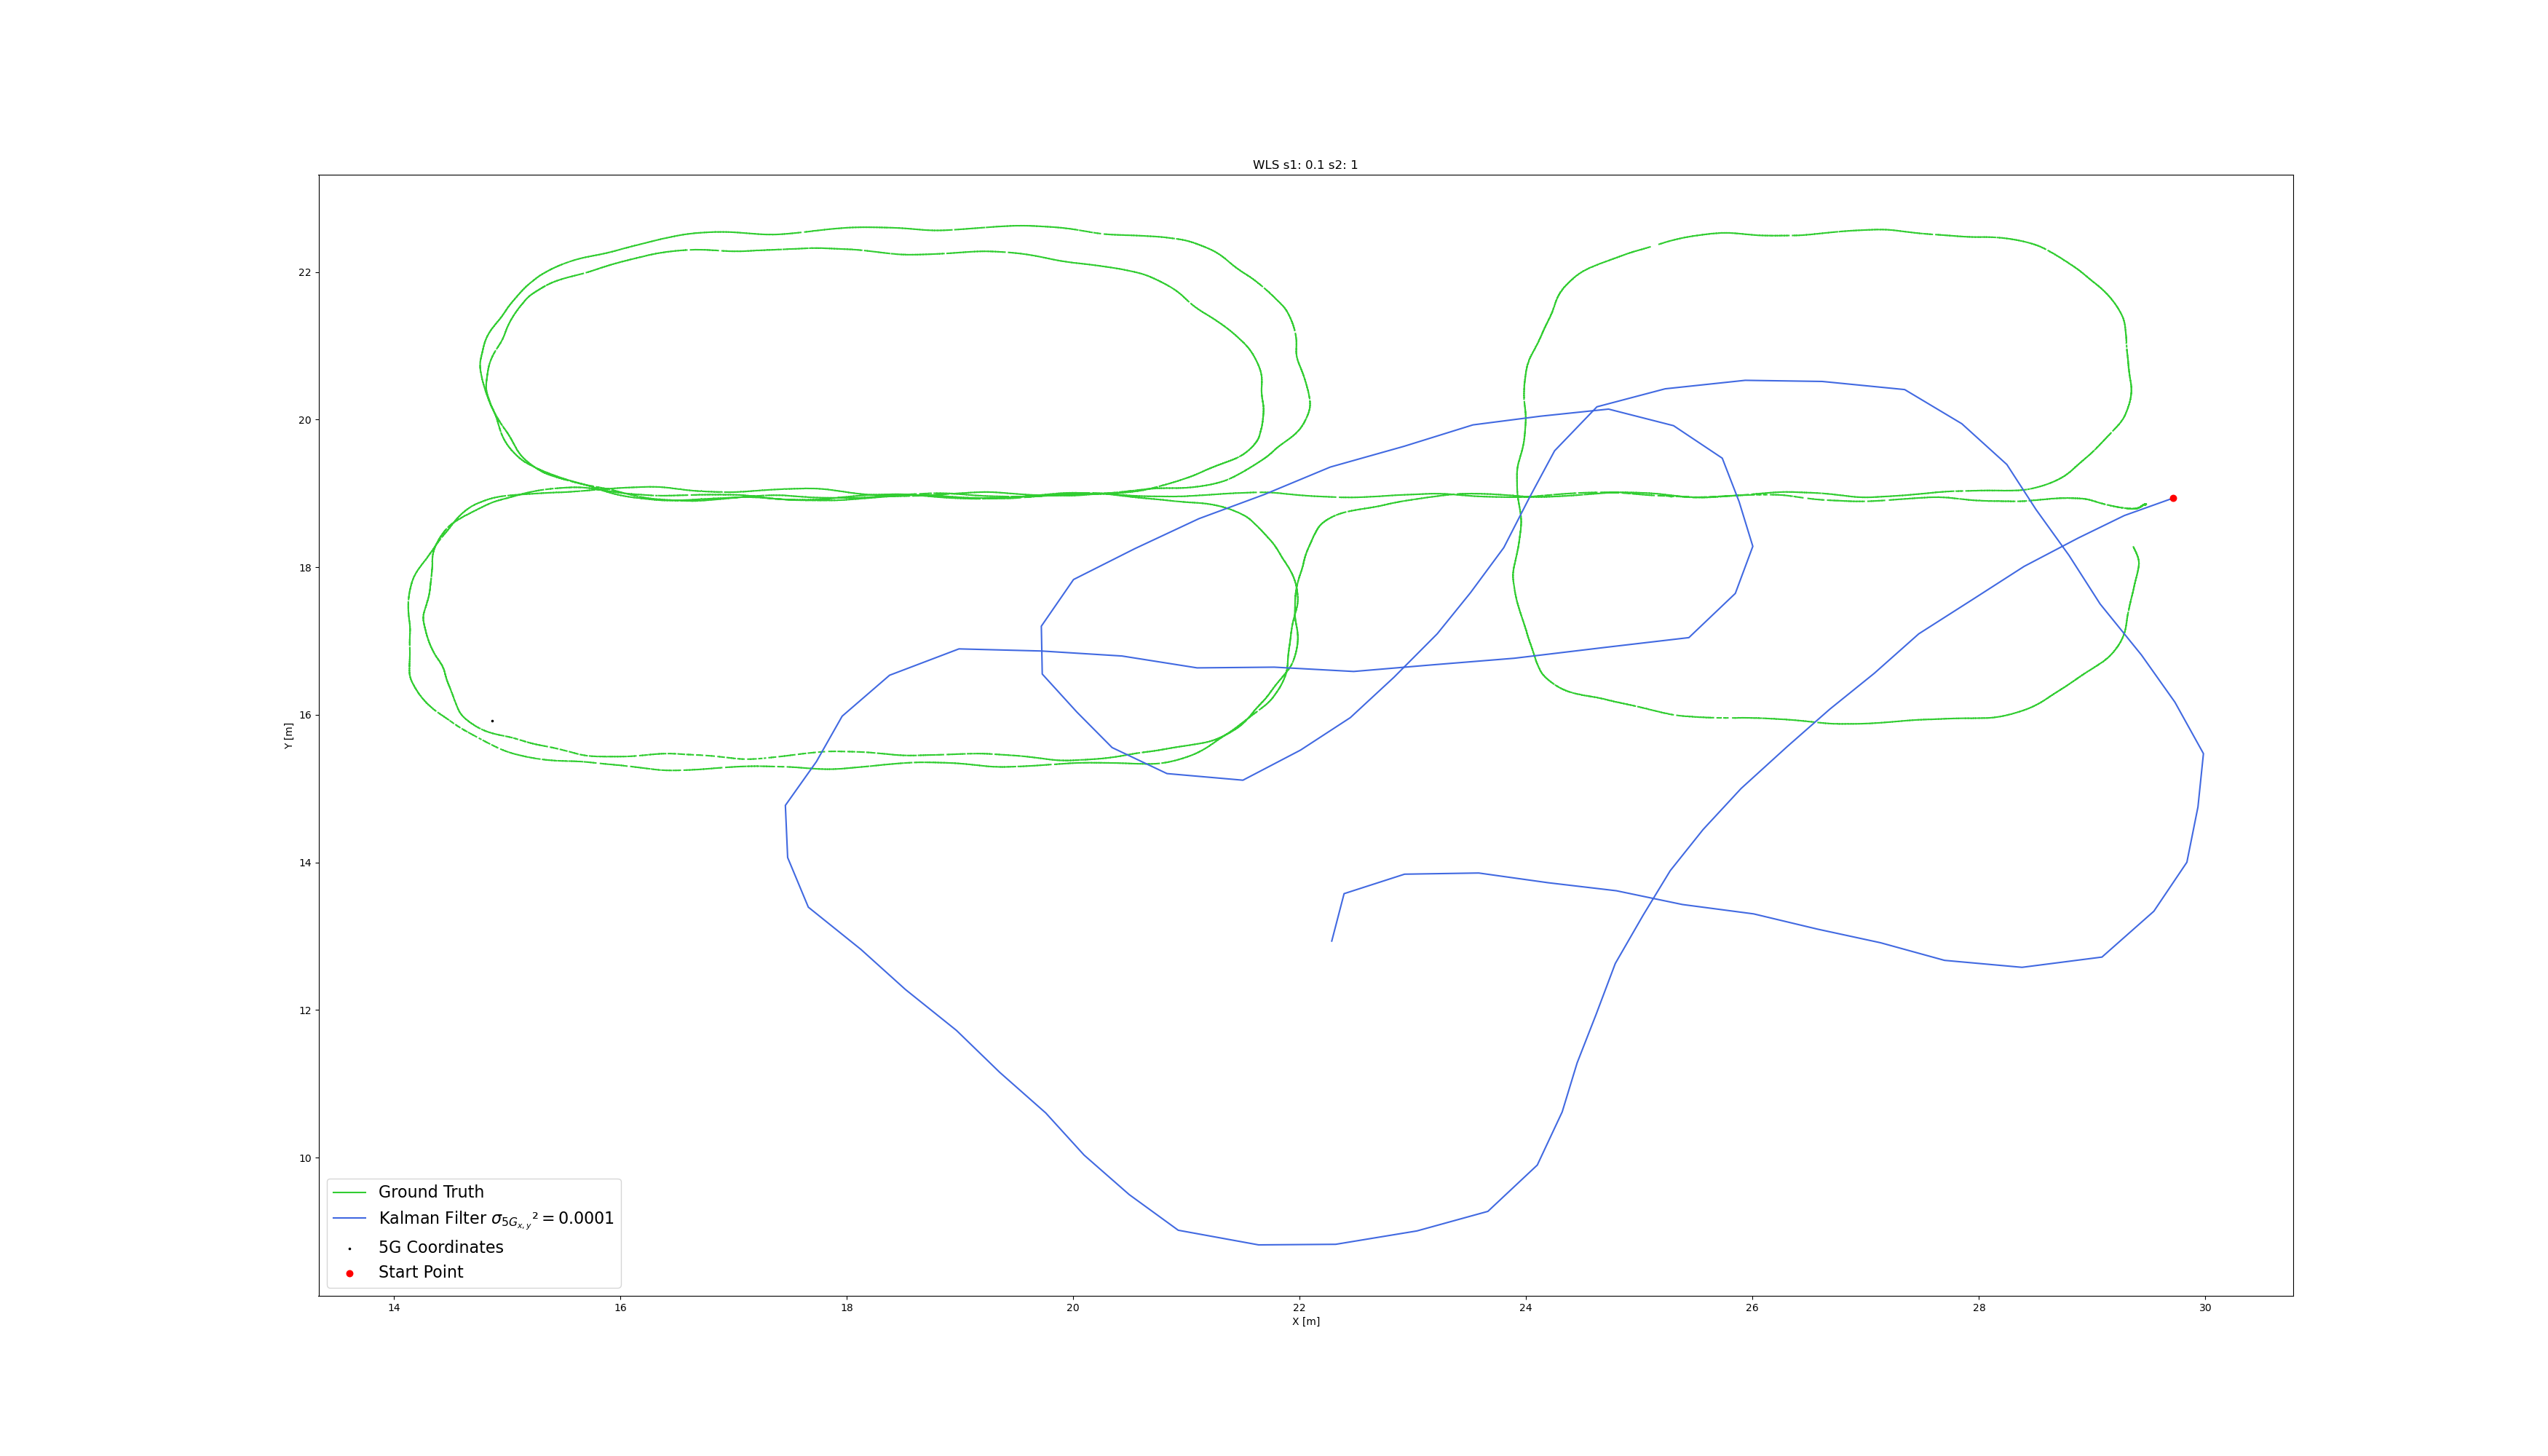 WLS s1: 0.1 s2: 1
22
20
18
16
14
12
10
Y [m]
Ground Truth
Kalman Filter σ5Gx,y² = 0.0001
5G Coordinates
Start Point
14 16 18 20 22 24 26 28 30
X [m]